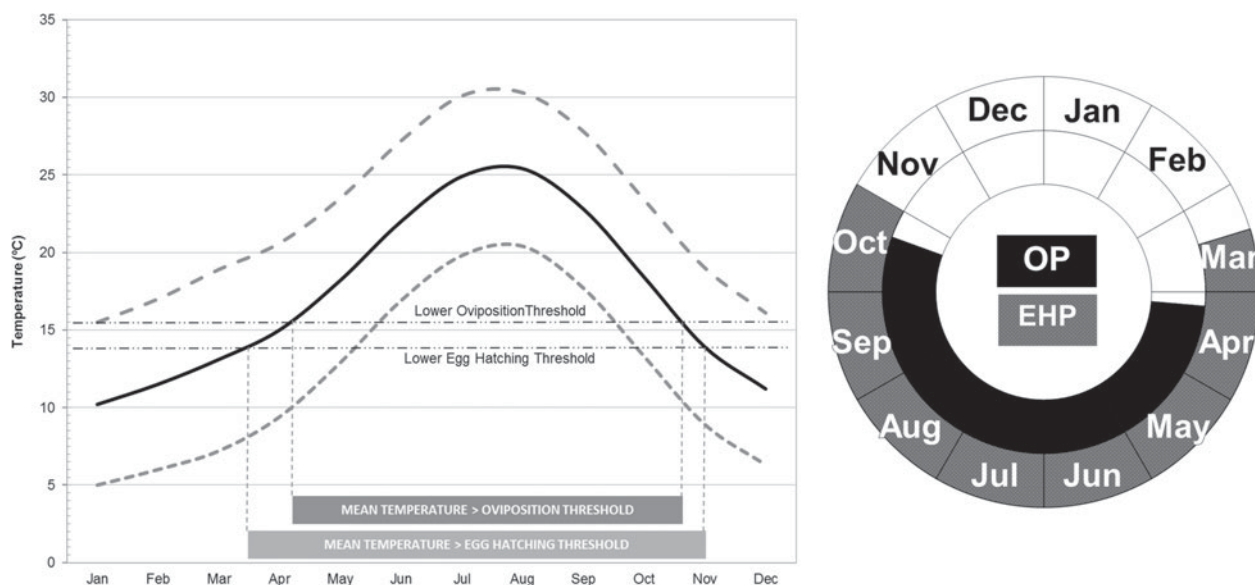 35
30
25
20
15
10
5
0
Temperature (ºC)
Lower OvipositionThreshold
Lower Egg Hatching Threshold
MEAN TEMPERATURE > OVIPOSITION THRESHOLD
MEAN TEMPERATURE > EGG HATCHING THRESHOLD
Jan Feb Mar Apr May Jun Jul Aug Sep Oct Nov Dec
Dec Jan
Nov Feb
Oct OP Mar
EHP
Sep Apr
Aug May
Jul Jun